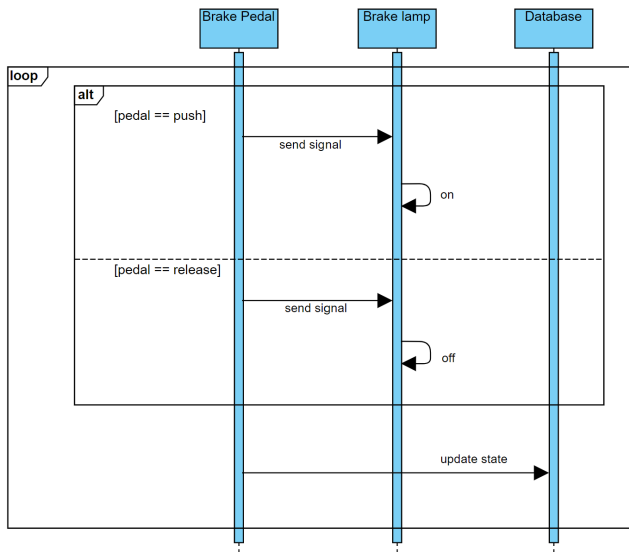 Brake Pedal
Brake lamp
Database
loop
alt
[pedal == push]
send signal
on
[pedal == release]
send signal
off
update state